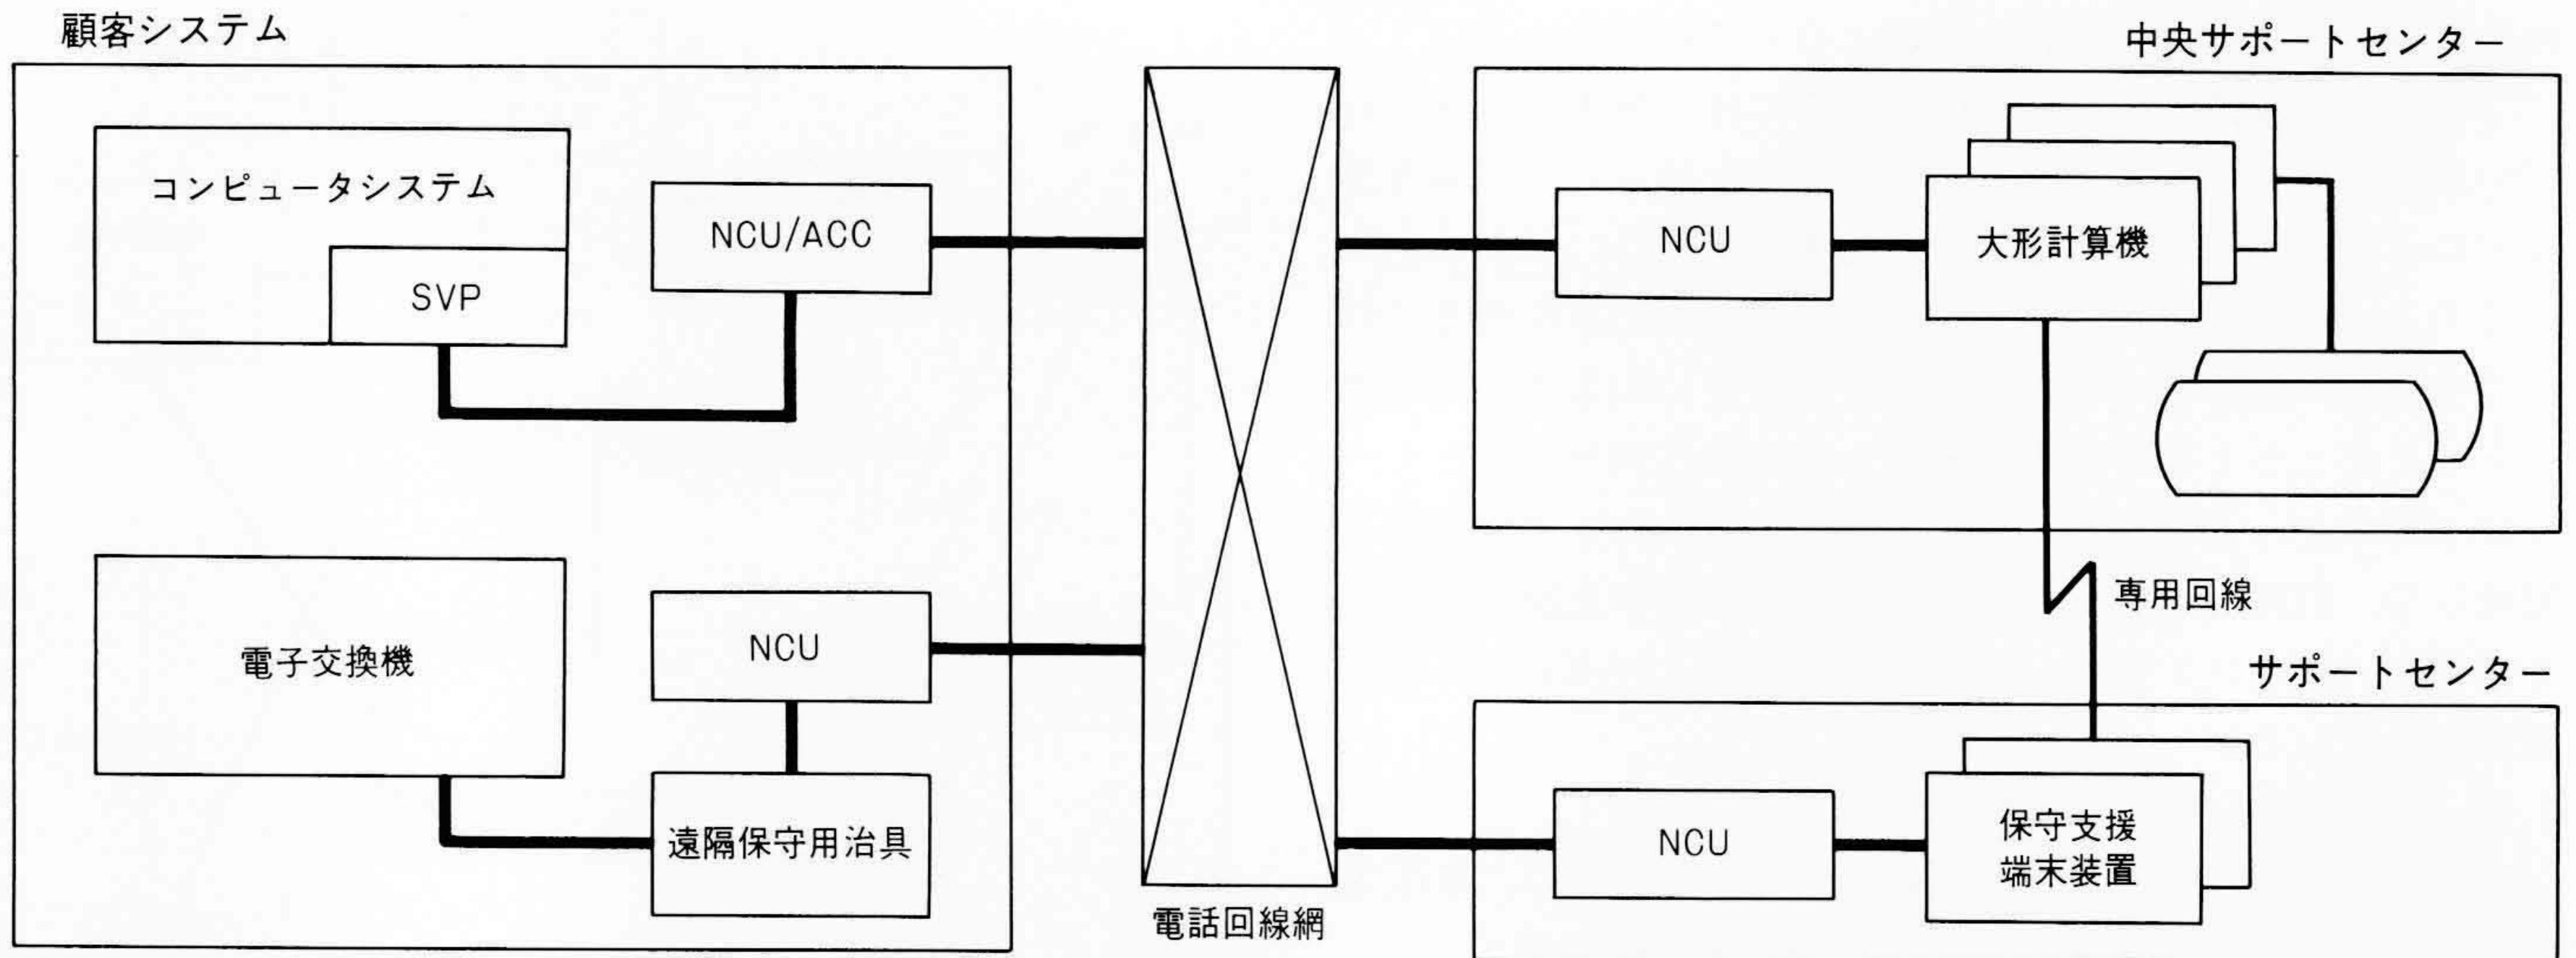 顧客システム
コンピュータシステム
SVP
NCU/ACC
電子交換機
NCU
遠隔保守用治具
電話回線網
中央サポートセンター
NCU
大形計算機
専用回線
サポートセンター
NCU
保守支援
端末装置